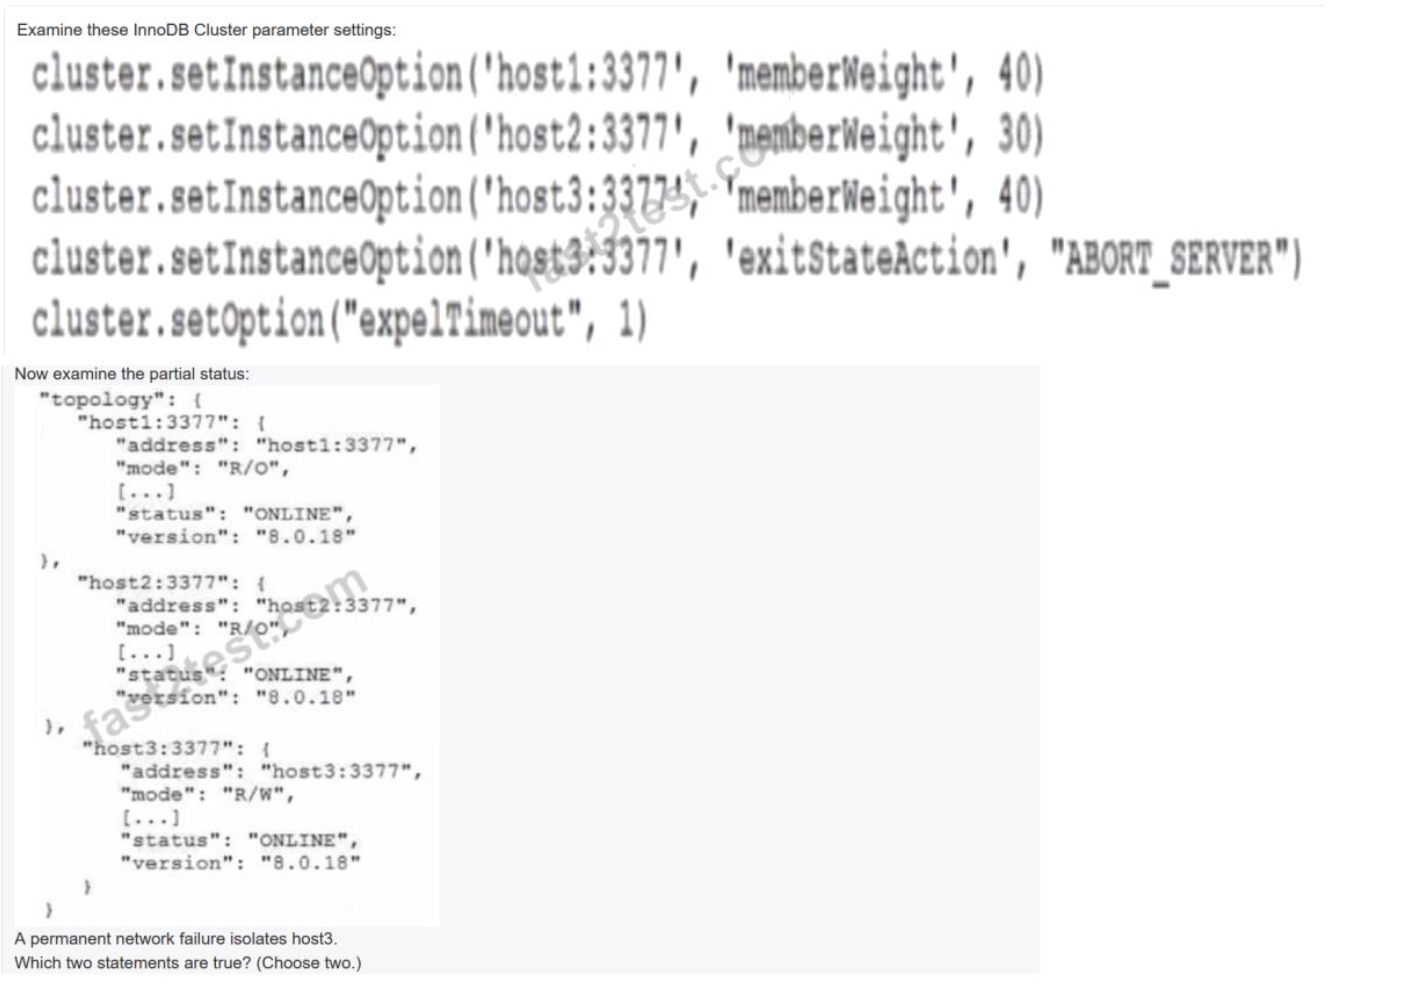 Examine these InnoDB Cluster parameter settings:
cluster.setInstanceOption('host1:3377', 'memberWeight', 40)
cluster.setInstanceOption('host2:3377', 'memberWeight', 30)
cluster.setInstanceOption('host3:3377', 'memberWeight', 40)
cluster.setInstanceOption('host3:3377', 'exitStateAction', "ABORT_SERVER")
cluster.setOption("expelTimeout", 1)
fast2test.com
Now examine the partial status:
"topology": {
"host1:3377": {
"address": "host1:3377",
"mode": "R/O",
[...]
"status": "ONLINE",
"version": "8.0.18"
},
"host2:3377": {
"address": "host2:3377",
"mode": "R/O",
[...]
"status": "ONLINE",
"version": "8.0.18"
},
"host3:3377": {
"address": "host3:3377",
"mode": "R/W",
[...]
"status": "ONLINE",
"version": "8.0.18"
}
}
fast2test.com
A permanent network failure isolates host3.
Which two statements are true? (Choose two.)